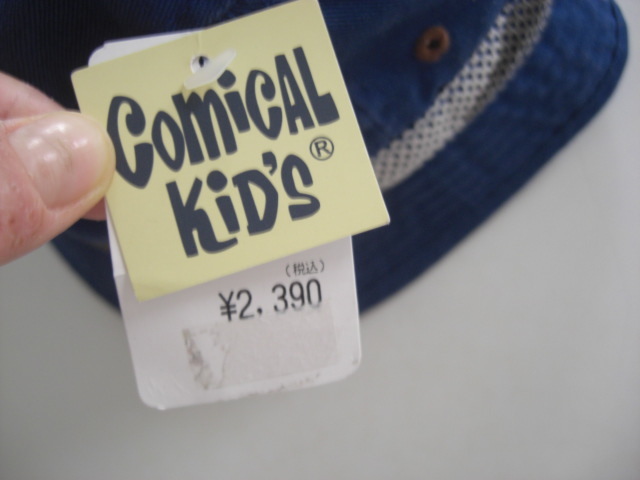 COMiCAL
KiD'S ®
(税込)
¥2,390